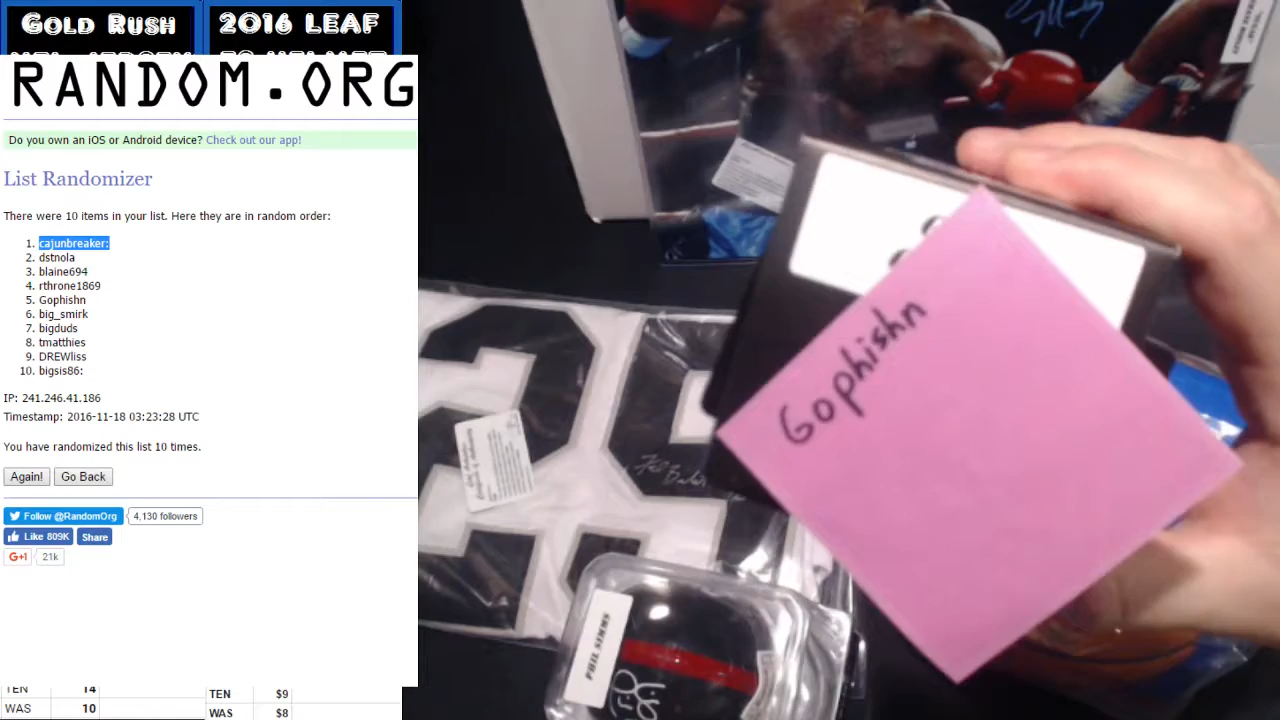 GOLD RUSH
2016 LEAF
RANDOM.ORG
Do you own an iOS or Android device? Check out our app!
List Randomizer
There were 10 items in your list. Here they are in random order:
1. cajunbreaker:
2. dstnola
3. blaine694
4. rthrone1869
5. Gophishn
6. big_smirk
7. bigduds
8. tmatthies
9. DREWliss
10. bigsis86:
IP: 241.246.41.186
Timestamp: 2016-11-18 03:23:28 UTC
You have randomized this list 10 times.
Again! Go Back
Follow @RandomOrg 4,130 followers
Like 809K Share
G+1 21k
TEN 14 TEN $9
WAS 10 WAS $8
Gophishn
PHIL SIMMS